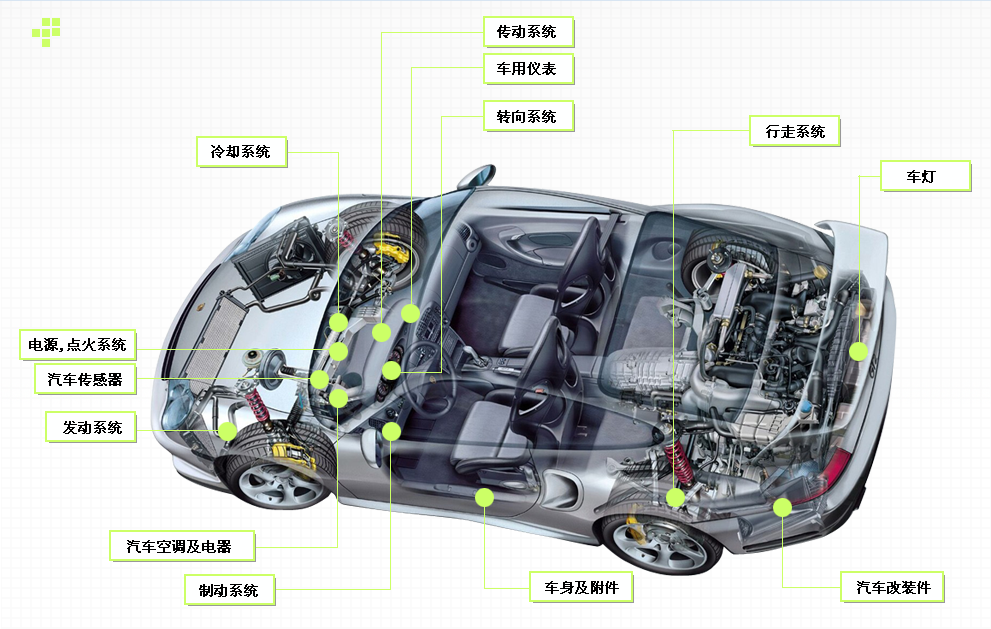 传动系统
车用仪表
转向系统
行走系统
冷却系统
车灯
电源,点火系统
汽车传感器
发动系统
汽车空调及电器
制动系统
车身及附件
汽车改装件